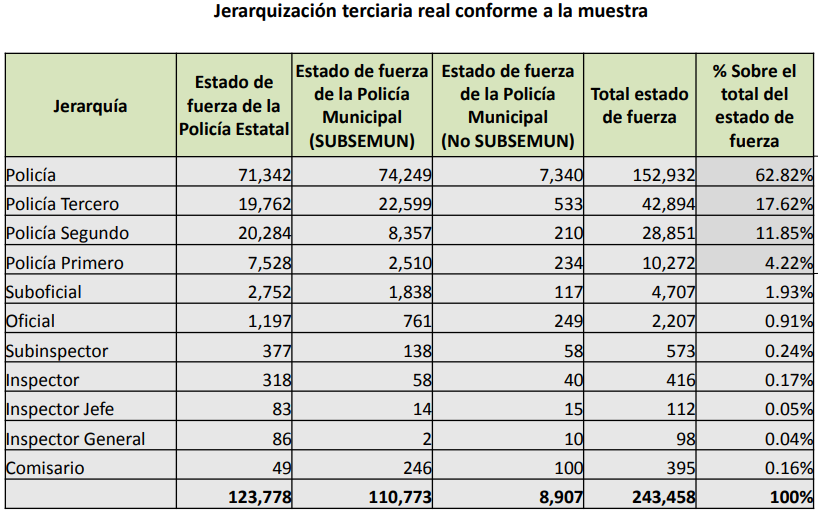 Jerarquización terciaria real conforme a la muestra
Jerarquía | Estado de fuerza de la Policía Estatal | Estado de fuerza de la Policía Municipal (SUBSEMUN) | Estado de fuerza de la Policía Municipal (No SUBSEMUN) | Total estado de fuerza | % Sobre el total del estado de fuerza
Policía | 71,342 | 74,249 | 7,340 | 152,932 | 62.82%
Policía Tercero | 19,762 | 22,599 | 533 | 42,894 | 17.62%
Policía Segundo | 20,284 | 8,357 | 210 | 28,851 | 11.85%
Policía Primero | 7,528 | 2,510 | 234 | 10,272 | 4.22%
Suboficial | 2,752 | 1,838 | 117 | 4,707 | 1.93%
Oficial | 1,197 | 761 | 249 | 2,207 | 0.91%
Subinspector | 377 | 138 | 58 | 573 | 0.24%
Inspector | 318 | 58 | 40 | 416 | 0.17%
Inspector Jefe | 83 | 14 | 15 | 112 | 0.05%
Inspector General | 86 | 2 | 10 | 98 | 0.04%
Comisario | 49 | 246 | 100 | 395 | 0.16%
123,778 | 110,773 | 8,907 | 243,458 | 100%